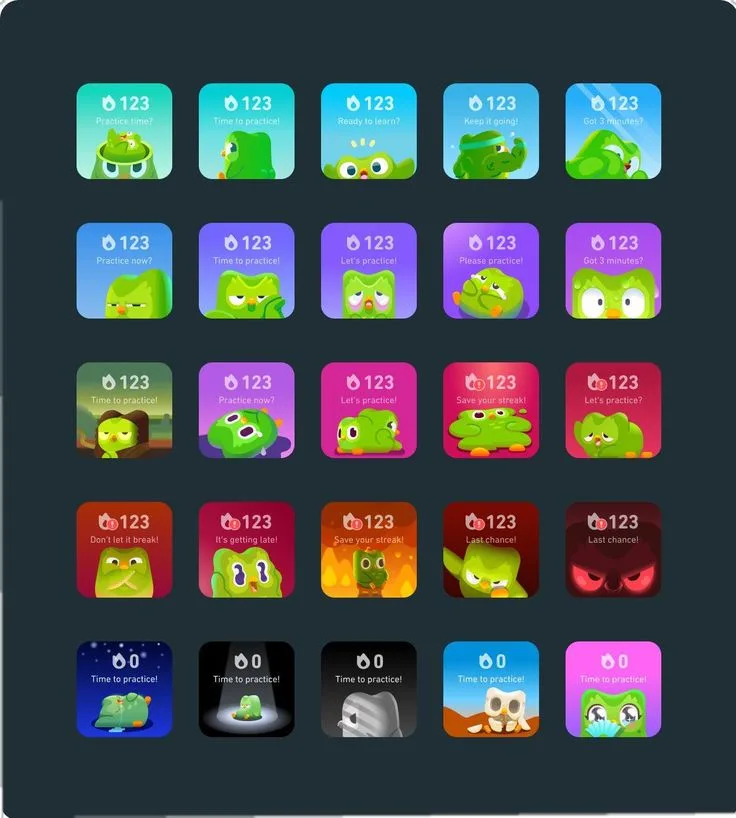 123
Practice time?
123
Time to practice!
123
Ready to learn?
123
Keep it going!
123
Got 3 minutes?
123
Practice now?
123
Time to practice!
123
Let's practice!
123
Please practice!
123
Got 3 minutes?
123
Time to practice!
123
Practice now?
123
Let's practice!
123
Save your streak!
123
Let's practice?
123
Don't let it break!
123
It's getting late!
123
Save your streak!
123
Last chance!
123
Last chance!
0
Time to practice!
0
Time to practice!
0
Time to practice!
0
Time to practice!
0
Time to practice!